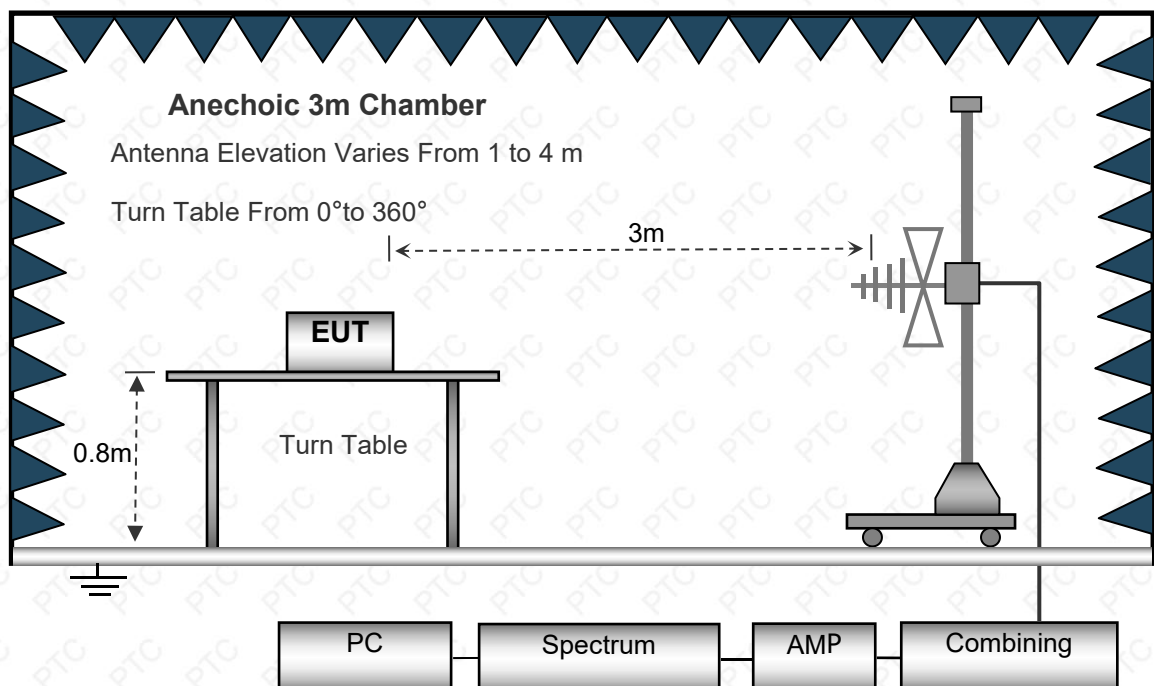 Anechoic 3m Chamber
Antenna Elevation Varies From 1 to 4 m
Turn Table From 0°to 360°
3m
EUT
0.8m
Turn Table
PC
Spectrum
AMP
Combining
PTC